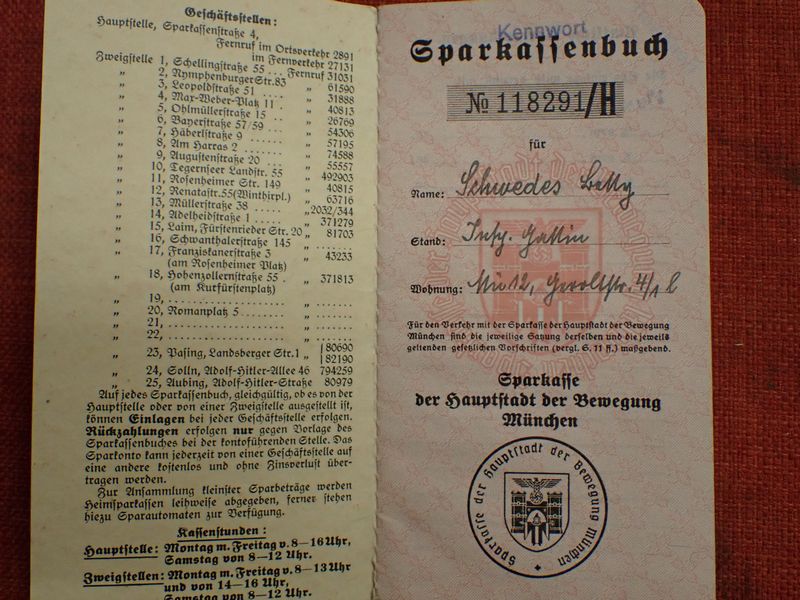 Geschäftsstellen:
Hauptstelle, Sparkassenstraße 4,
Fernruf im Ortsverkehr 2891
im Fernverkehr 27131
Zweigstelle 1, Schellingstraße 55 ... Fernruf 31031
„ 2, Nymphenburger Str. 83 „ 61590
„ 3, Leopoldstraße 51 .... „ 31888
„ 4, Max-Weber-Platz 11 . „ 40813
„ 5, Ohlmüllerstraße 15 .. „ 26769
„ 6, Bayerstraße 57/59 ... „ 54306
„ 7, Häberlstraße 9 ...... „ 57195
„ 8, Am Harras 2 ........ „ 74588
„ 9, Augustenstraße 20 ... „ 55557
„ 10, Tegernseer Landstr. 55 „ 492903
„ 11, Rosenheimer Str. 149 „ 40815
„ 12, Renatastr. 55 (Winthirpl.) „ 63716
„ 13, Müllerstraße 38 ..... „ 2032/344
„ 14, Adelheidstraße 1 .... „ 371279
„ 15, Laim, Fürstenrieder Str. 20 „ 81703
„ 16, Schwanthalerstraße 145 „ .......
„ 17, Franziskanerstraße 3 „ 43233
(am Rosenheimer Platz)
„ 18, Hohenzollernstraße 55 . „ 371813
(am Kurfürstenplatz)
„ 19, ...................... „ .......
„ 20, Romanplatz 5 ........ „ .......
„ 21, ...................... „ .......
„ 22, ...................... „ .......
„ 23, Pasing, Landsberger Str. 1 „ 80690
82190
„ 24, Solln, Adolf-Hitler-Allee 46 794259
„ 25, Aubing, Adolf-Hitler-Straße 80979
Auf jedes Sparkassenbuch, gleichgültig, ob es von der
Hauptstelle oder von einer Zweigstelle ausgestellt ist,
können Einlagen bei jeder Geschäftsstelle erfolgen.
Rückzahlungen erfolgen nur gegen Vorlage des
Sparkassenbuches bei der kontoführenden Stelle. Das
Sparkonto kann jederzeit von einer Geschäftsstelle auf
eine andere kostenlos und ohne Zinsverlust über-
tragen werden.
Zur Ansammlung kleinster Sparbeträge werden
Heimsparkassen leihweise abgegeben, ferner stehen
hiezu Sparautomaten zur Verfügung.
Kassenstunden:
Hauptstelle: Montag m. Freitag v. 8–16 Uhr,
Samstag von 8–12 Uhr.
Zweigstellen: Montag m. Freitag v. 8–13 Uhr
und von 14–16 Uhr,
Samstag von 8–12 Uhr.
Kennwort
Sparkassenbuch
No 118291/H
für
Name: Schwedes Betty
Stand: Insp. Gattin
Wohnung: Mü 12, Geroltstr. 4/1 l
Für den Verkehr mit der Sparkasse der Hauptstadt der Bewegung
München sind die jeweilige Satzung derselben und die jeweils
geltenden gesetzlichen Vorschriften (vergl. S. 11 ff.) maßgebend.
Sparkasse
der Hauptstadt der Bewegung
München
Sparkasse der Hauptstadt der Bewegung München